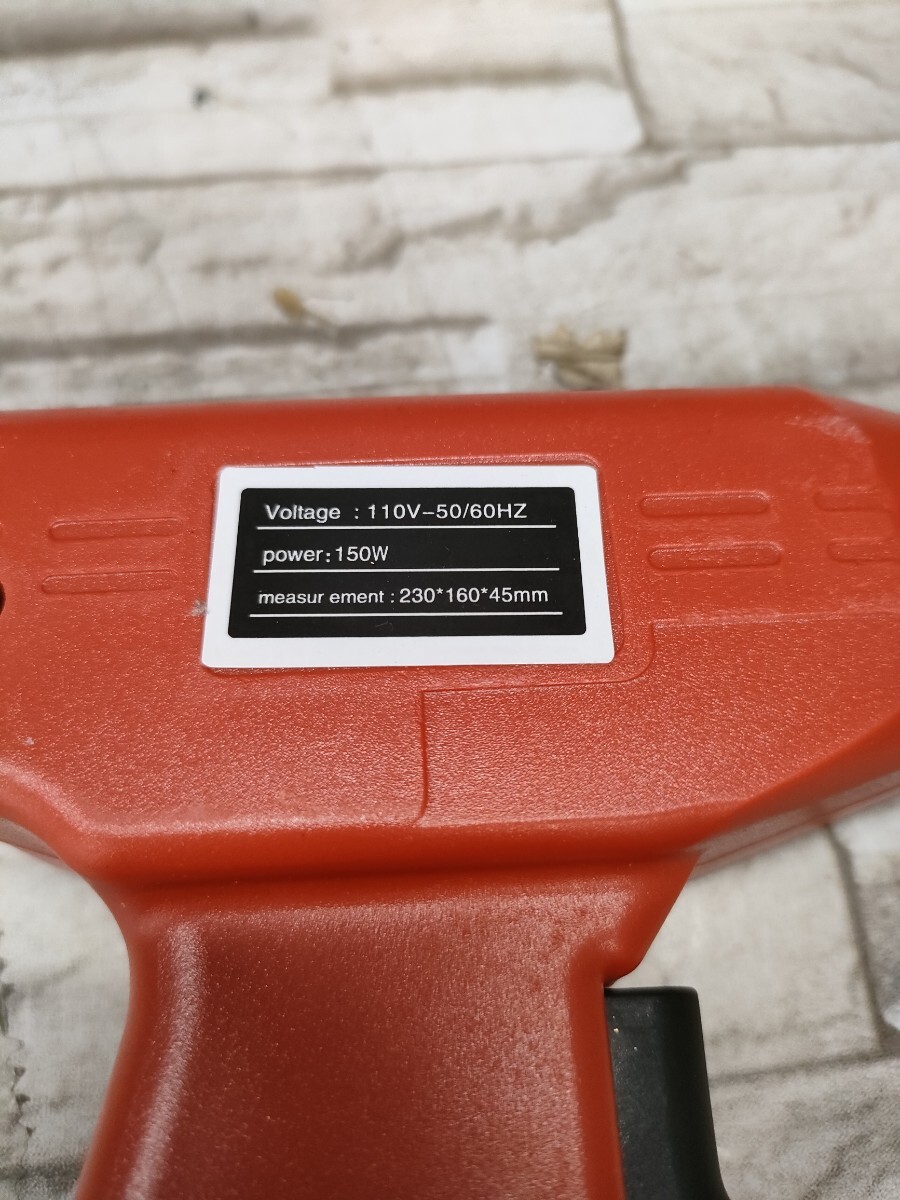 Voltage : 110V-50/60HZ
power:150W
measur ement : 230*160*45mm